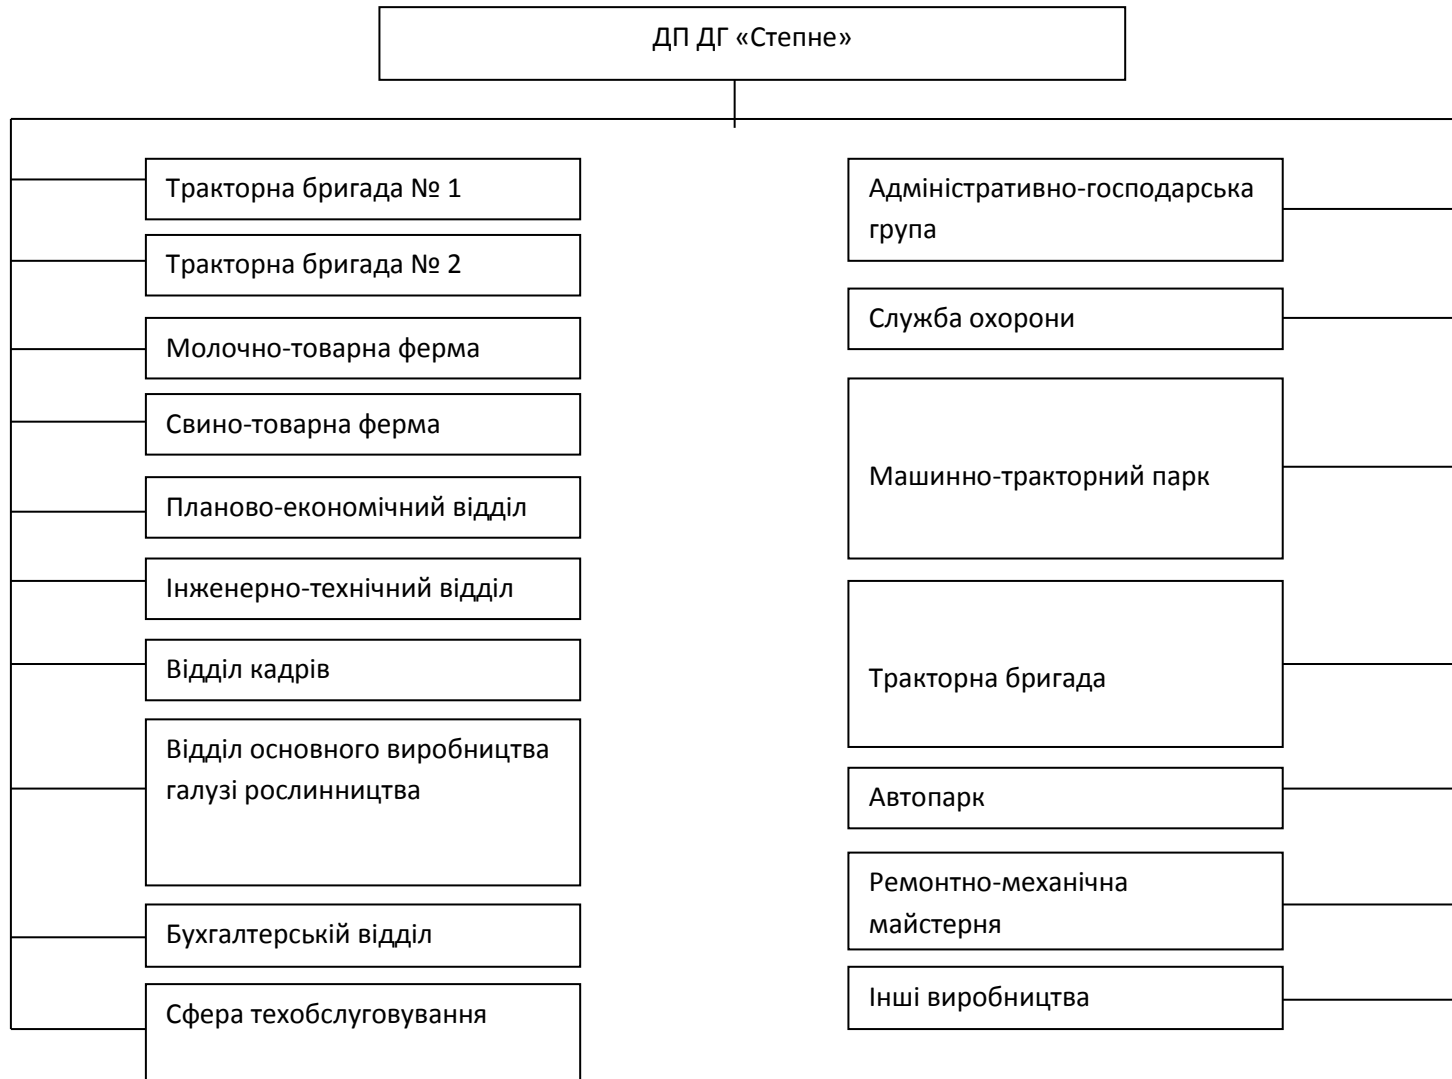 ДП ДГ «Степне»
Тракторна бригада № 1
Тракторна бригада № 2
Молочно-товарна ферма
Свино-товарна ферма
Планово-економічний відділ
Інженерно-технічний відділ
Відділ кадрів
Відділ основного виробництва
галузі рослинництва
Бухгалтерській відділ
Сфера техобслуговування
Адміністративно-господарська
група
Служба охорони
Машинно-тракторний парк
Тракторна бригада
Автопарк
Ремонтно-механічна
майстерня
Інші виробництва